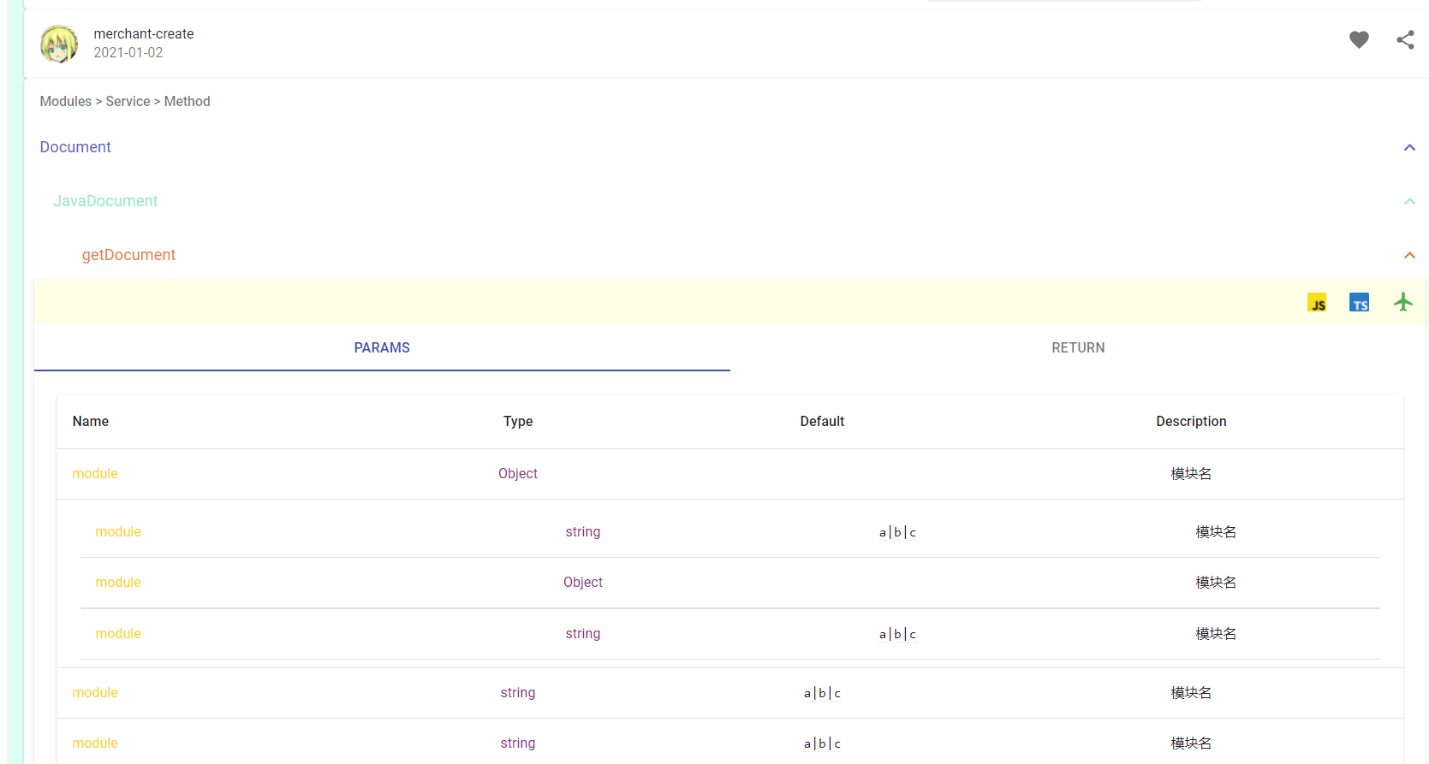 merchant-create
2021-01-02
Modules > Service > Method
Document
JavaDocument
getDocument
JS TS
PARAMS RETURN
Name Type Default Description
module Object 模块名
module string a|b|c 模块名
module Object 模块名
module string a|b|c 模块名
module string a|b|c 模块名
module string a|b|c 模块名